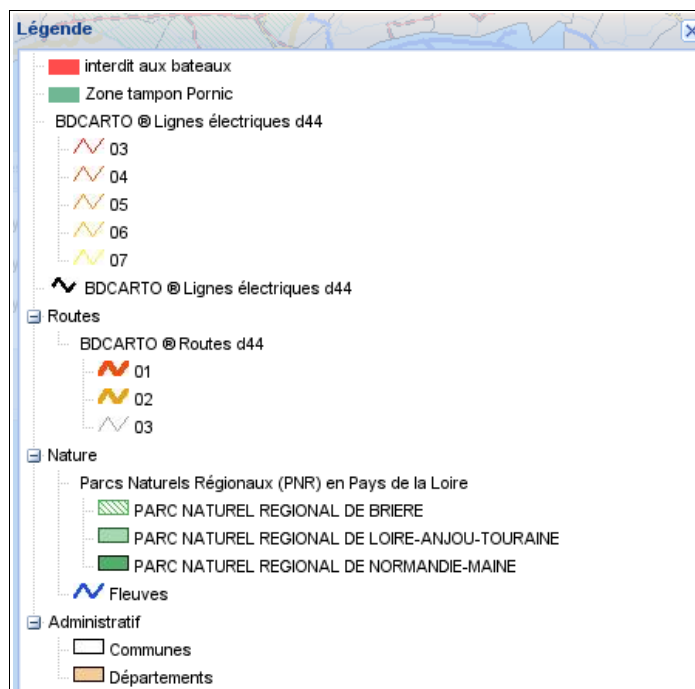 Légende
interdit aux bateaux
Zone tampon Pornic
BDCARTO ® Lignes électriques d44
03
04
05
06
07
BDCARTO ® Lignes électriques d44
Routes
BDCARTO ® Routes d44
01
02
03
Nature
Parcs Naturels Régionaux (PNR) en Pays de la Loire
PARC NATUREL REGIONAL DE BRIERE
PARC NATUREL REGIONAL DE LOIRE-ANJOU-TOURAINE
PARC NATUREL REGIONAL DE NORMANDIE-MAINE
Fleuves
Administratif
Communes
Départements